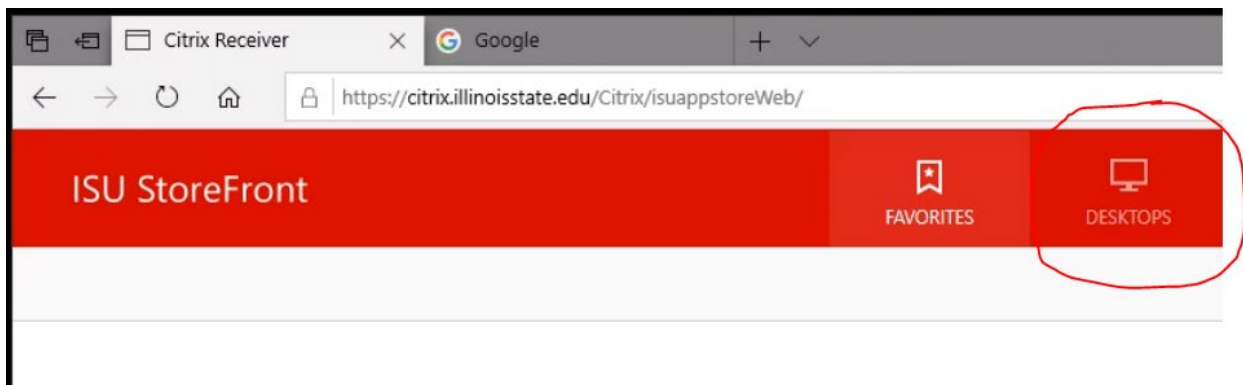 Citrix Receiver Google
https://citrix.illinoisstate.edu/Citrix/isuappstoreWeb/
ISU StoreFront
FAVORITES DESKTOPS